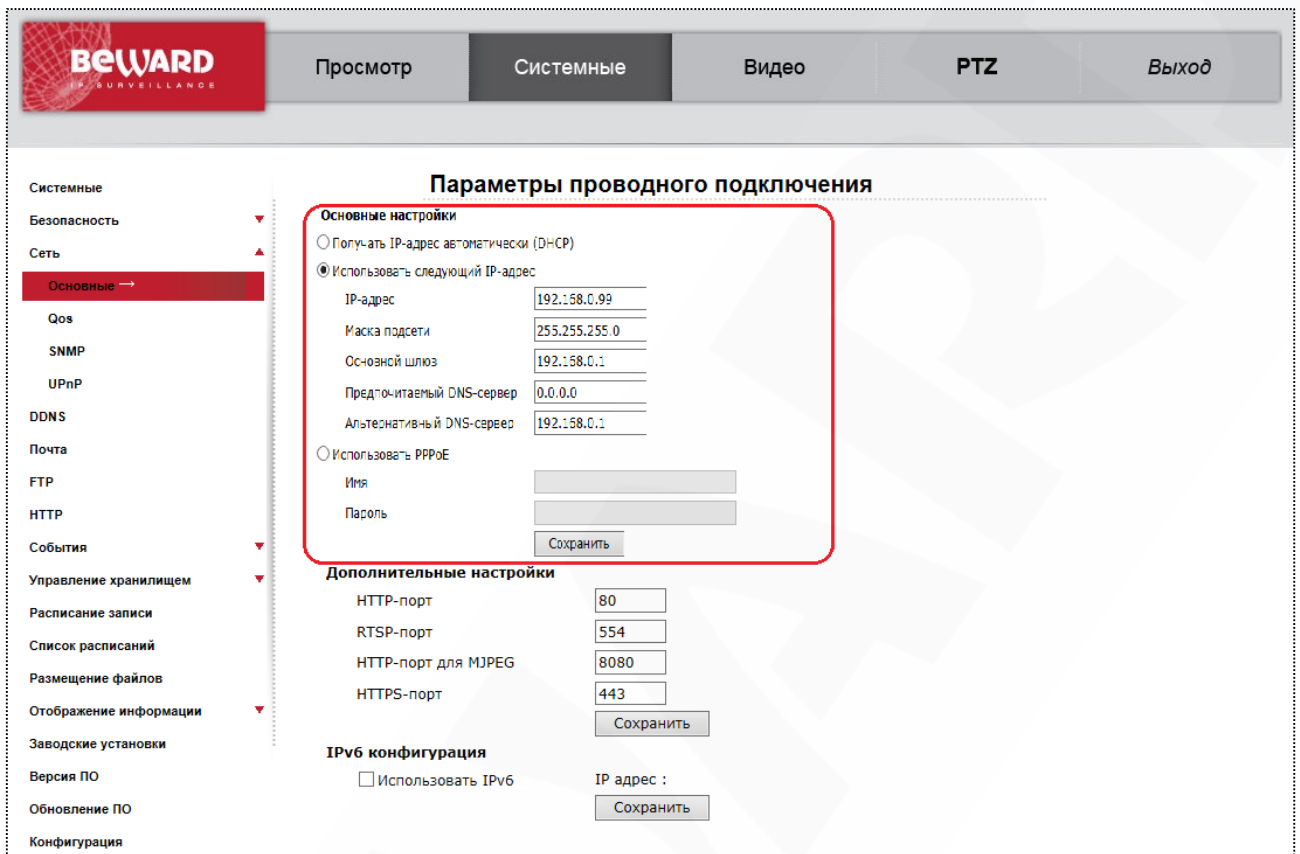 BEWARD
IP SURVEILLANCE
Просмотр Системные Видео PTZ Выход
Системные
Безопасность
Сеть
Основные →
Qos
SNMP
UPnP
DDNS
Почта
FTP
HTTP
События
Управление хранилищем
Расписание записи
Список расписаний
Размещение файлов
Отображение информации
Заводские установки
Версия ПО
Обновление ПО
Конфигурация
Параметры проводного подключения
Основные настройки
Получать IP-адрес автоматически (DHCP)
Использовать следующий IP-адрес
IP-адрес 192.168.0.99
Маска подсети 255.255.255.0
Основной шлюз 192.168.0.1
Предпочитаемый DNS-сервер 0.0.0.0
Альтернативный DNS-сервер 192.168.0.1
Использовать PPPoE
Имя
Пароль
Сохранить
Дополнительные настройки
HTTP-порт 80
RTSP-порт 554
HTTP-порт для MJPEG 8080
HTTPS-порт 443
Сохранить
IPv6 конфигурация
Использовать IPv6 IP адрес :
Сохранить